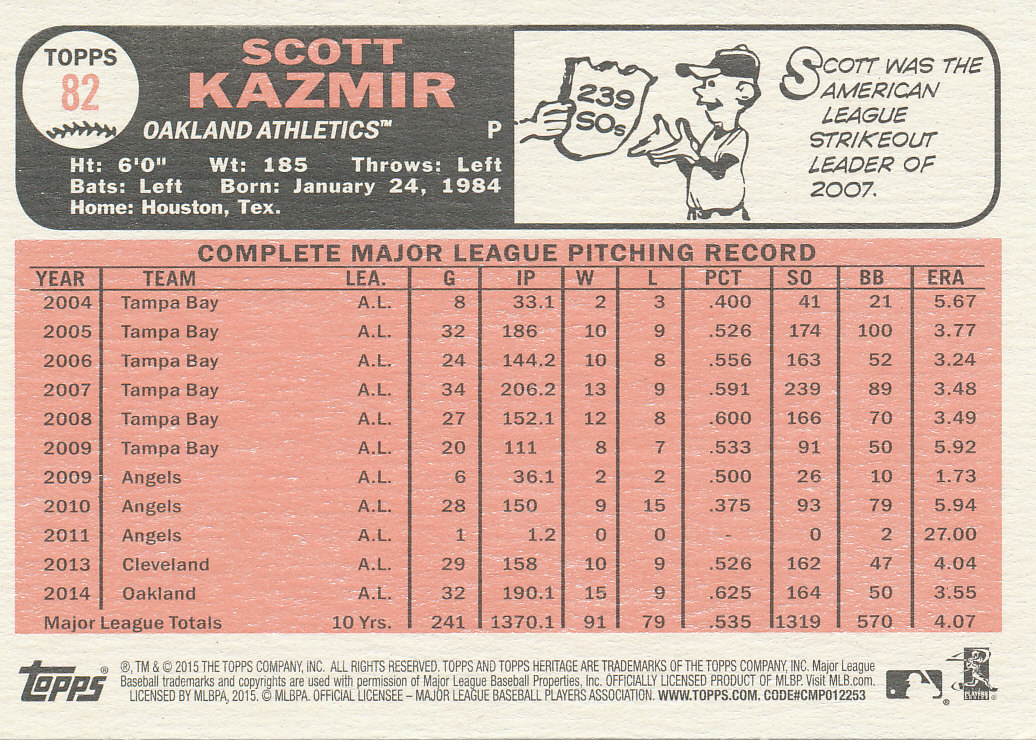 TOPPS
82
SCOTT
KAZMIR
OAKLAND ATHLETICS™ P
Ht: 6'0" Wt: 185 Throws: Left
Bats: Left Born: January 24, 1984
Home: Houston, Tex.
239
SOs
SCOTT WAS THE
AMERICAN
LEAGUE
STRIKEOUT
LEADER OF
2007.
COMPLETE MAJOR LEAGUE PITCHING RECORD
YEAR TEAM LEA. G IP W L PCT SO BB ERA
2004 Tampa Bay A.L. 8 33.1 2 3 .400 41 21 5.67
2005 Tampa Bay A.L. 32 186 10 9 .526 174 100 3.77
2006 Tampa Bay A.L. 24 144.2 10 8 .556 163 52 3.24
2007 Tampa Bay A.L. 34 206.2 13 9 .591 239 89 3.48
2008 Tampa Bay A.L. 27 152.1 12 8 .600 166 70 3.49
2009 Tampa Bay A.L. 20 111 8 7 .533 91 50 5.92
2009 Angels A.L. 6 36.1 2 2 .500 26 10 1.73
2010 Angels A.L. 28 150 9 15 .375 93 79 5.94
2011 Angels A.L. 1 1.2 0 0 - 0 2 27.00
2013 Cleveland A.L. 29 158 10 9 .526 162 47 4.04
2014 Oakland A.L. 32 190.1 15 9 .625 164 50 3.55
Major League Totals 10 Yrs. 241 1370.1 91 79 .535 1319 570 4.07
TOPPS®
®, TM & © 2015 THE TOPPS COMPANY, INC. ALL RIGHTS RESERVED. TOPPS AND TOPPS HERITAGE ARE TRADEMARKS OF THE TOPPS COMPANY, INC. Major League
Baseball trademarks and copyrights are used with permission of Major League Baseball Properties, Inc. OFFICIALLY LICENSED PRODUCT OF MLBP. Visit MLB.com.
LICENSED BY MLBPA, 2015. © MLBPA. OFFICIAL LICENSEE – MAJOR LEAGUE BASEBALL PLAYERS ASSOCIATION. WWW.TOPPS.COM. CODE#CMP012253